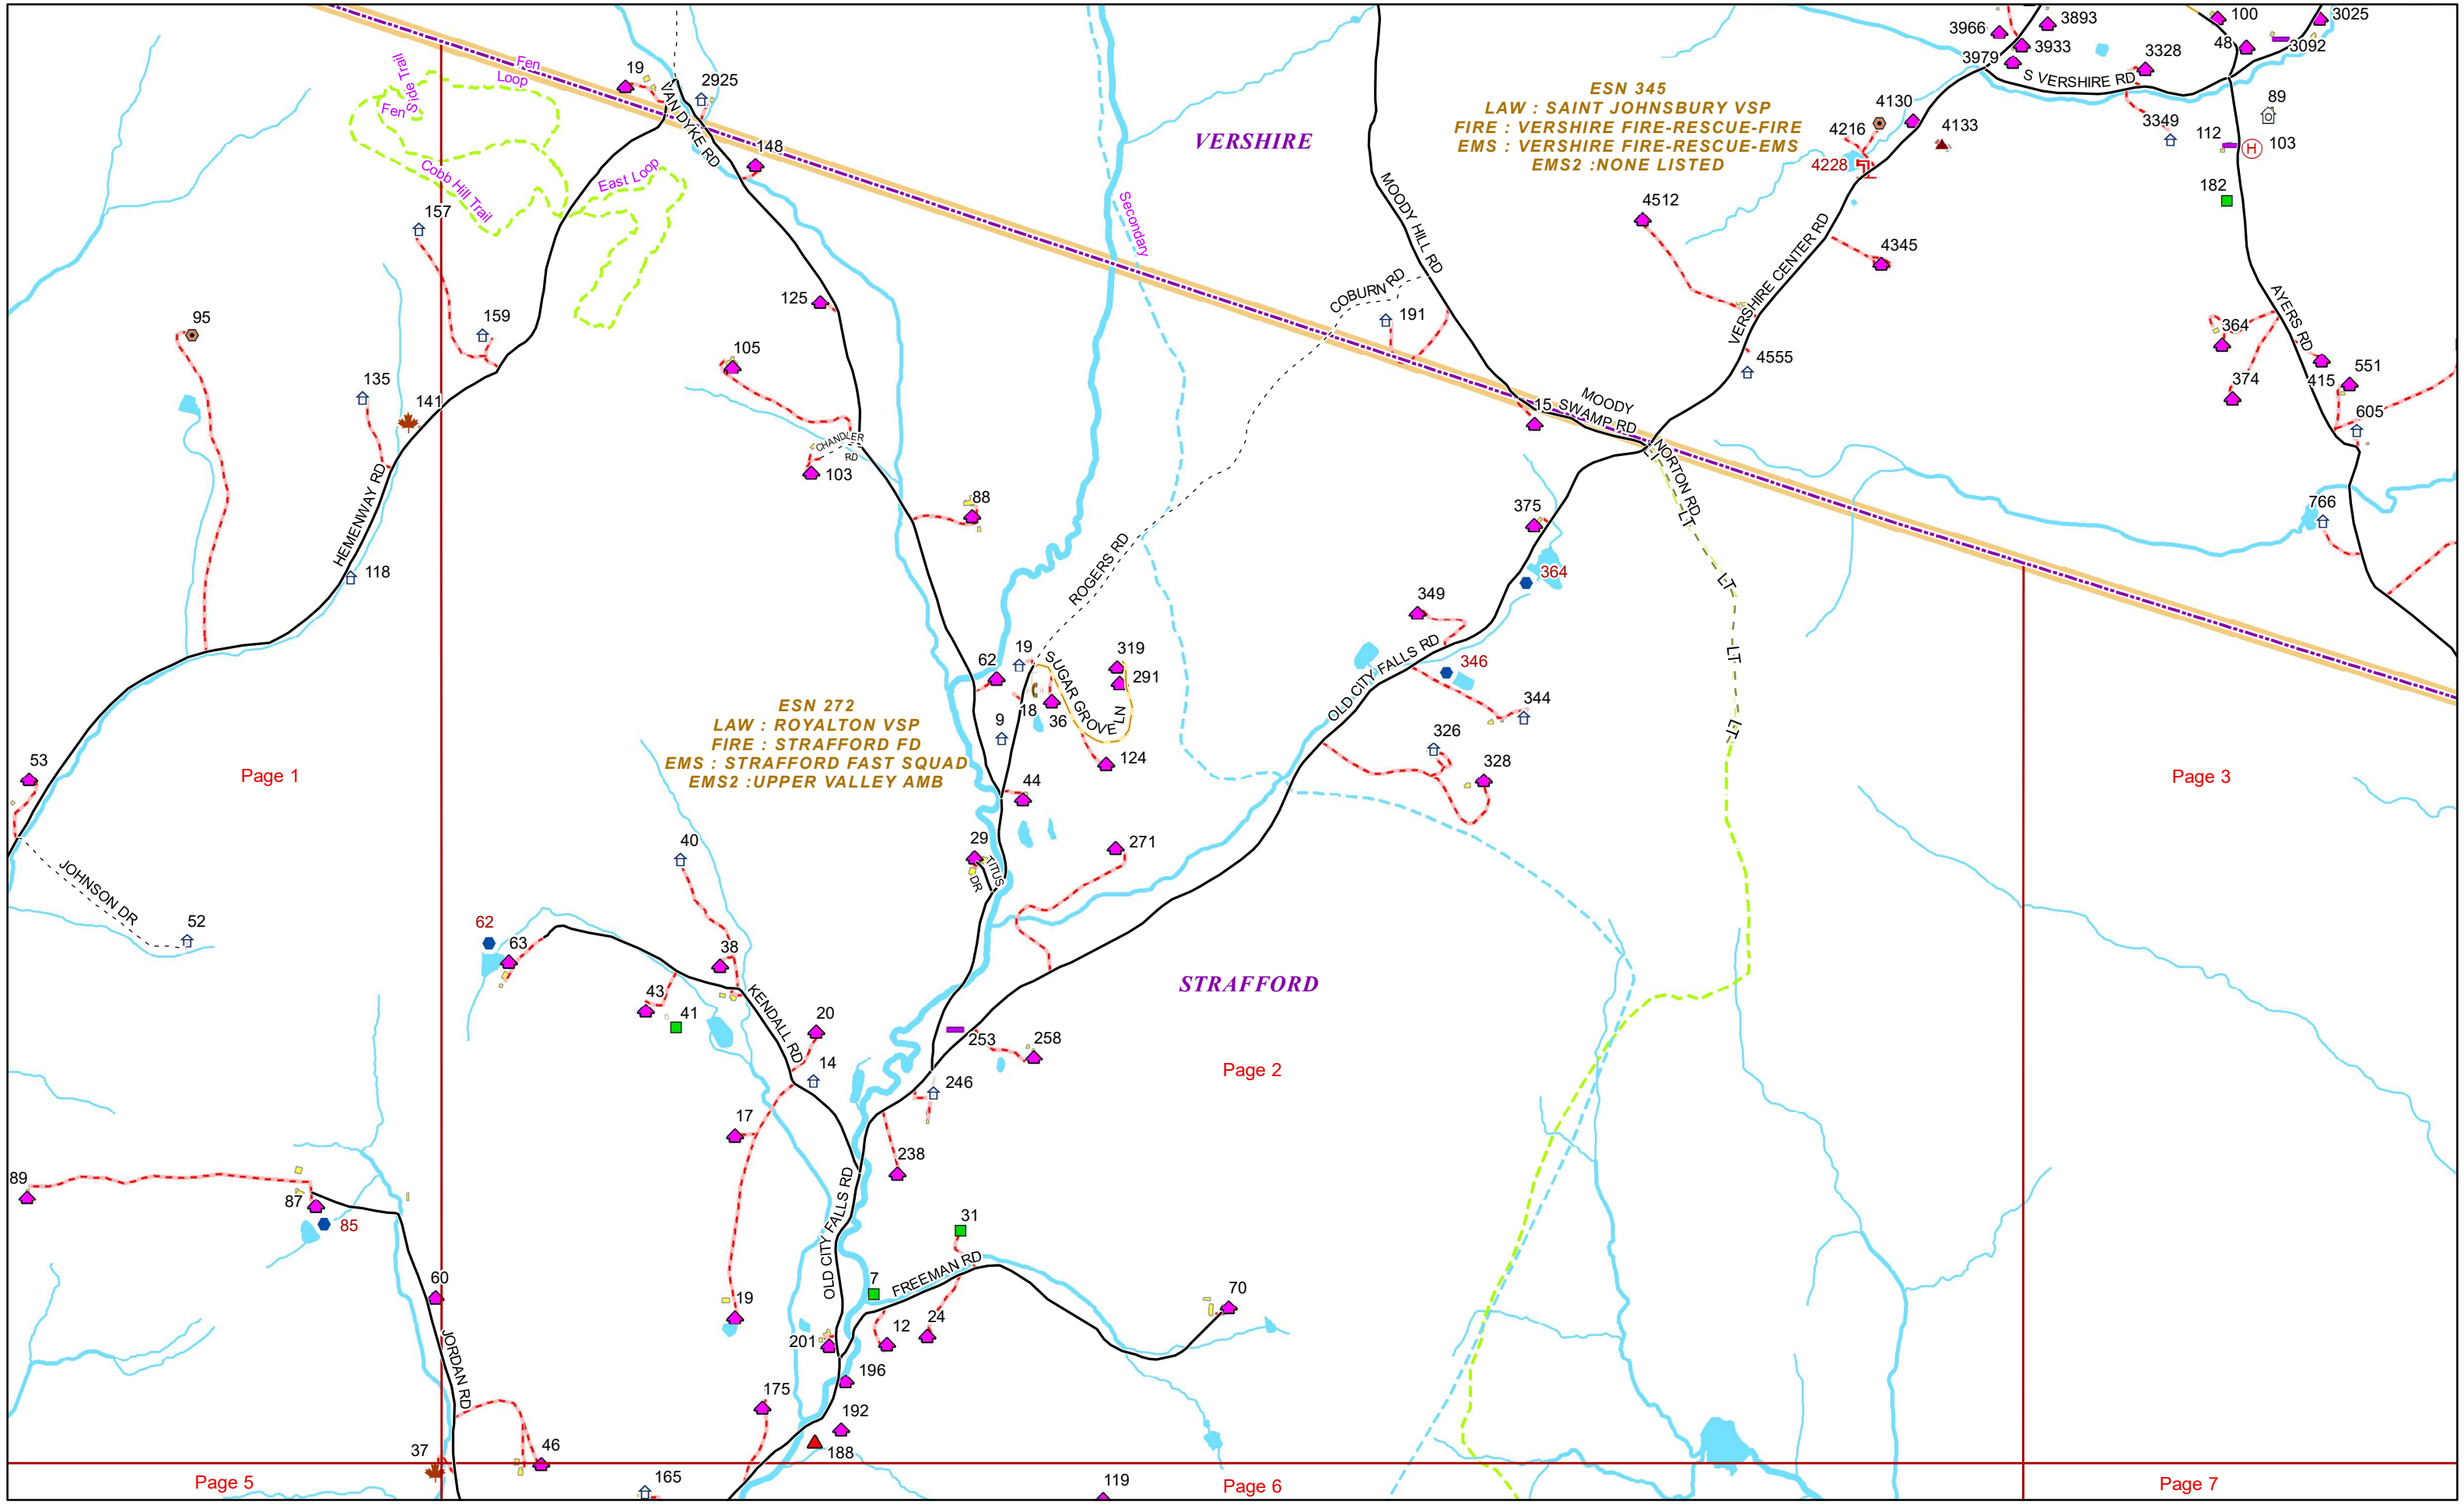 3966
3893
100
3025
3933
48
3092
3979
3328
S VERSHIRE RD
Fen
Loop
Side Trail
Fen
19
2925
VAN DYKE RD
148
Cobb Hill Trail
East Loop
157
Secondary
VERSHIRE
ESN 345
LAW : SAINT JOHNSBURY VSP
FIRE : VERSHIRE FIRE-RESCUE-FIRE
EMS : VERSHIRE FIRE-RESCUE-EMS
EMS2 :NONE LISTED
4130
4216
4133
4228
3349
89
112
H
103
182
MOODY HILL RD
4512
4345
VERSHIRE CENTER RD
COBURN RD
191
4555
AYERS RD
364
374
415
551
605
95
159
125
105
135
141
CHANDLER
RD
103
15
MOODY
SWAMP RD
NORTON RD
LT
LT
LT
LT
LT
HEMENWAY RD
118
88
375
364
766
ROGERS RD
349
346
344
OLD CITY FALLS RD
62
19
319
291
SUGAR GROVE LN
18
36
9
124
326
328
ESN 272
LAW : ROYALTON VSP
FIRE : STRAFFORD FD
EMS : STRAFFORD FAST SQUAD
EMS2 :UPPER VALLEY AMB
53
Page 1
Page 3
44
JOHNSON DR
52
40
29
TITUS
DR
271
62
63
38
43
41
KENDALL RD
20
14
STRAFFORD
253
258
246
Page 2
17
238
89
87
85
60
31
7
FREEMAN RD
OLD CITY FALLS RD
70
19
12
24
201
196
JORDAN RD
175
192
188
37
46
Page 5
165
119
Page 6
Page 7